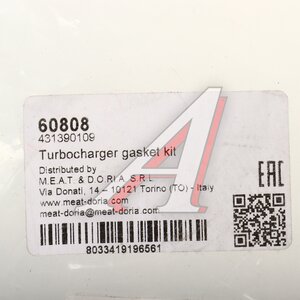 60808
431390109
Turbocharger gasket kit
Distributed by
M.E.A.T. & D.O.R.I.A. S.R.L.
Via Donati, 14 – 10121 Torino (TO) - Italy
www.meat-doria.com
meat-doria@meat-doria.com
EAC
8033419196561